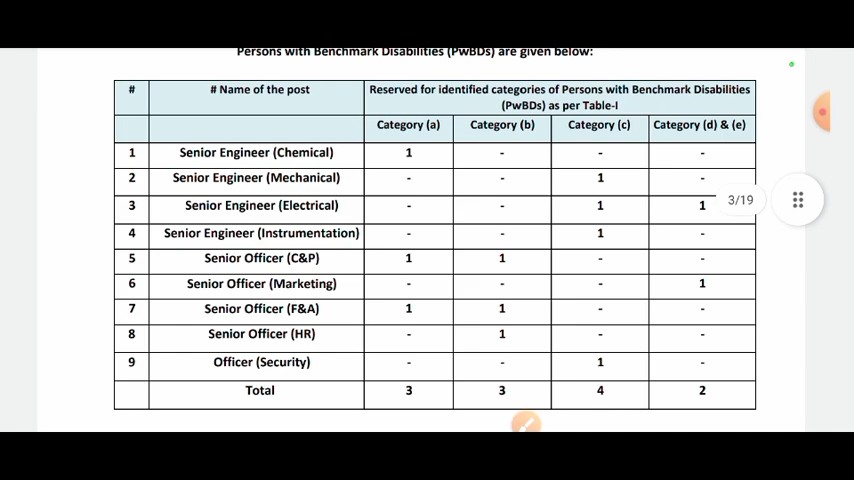 Persons with Benchmark Disabilities (PwBDs) are given below:
# # Name of the post Reserved for identified categories of Persons with Benchmark Disabilities
(PwBDs) as per Table-I
Category (a) Category (b) Category (c) Category (d) & (e)
1 Senior Engineer (Chemical) 1 - - -
2 Senior Engineer (Mechanical) - - 1 -
3 Senior Engineer (Electrical) - - 1 1
3/19
4 Senior Engineer (Instrumentation) - - 1 -
5 Senior Officer (C&P) 1 1 - -
6 Senior Officer (Marketing) - - - 1
7 Senior Officer (F&A) 1 1 - -
8 Senior Officer (HR) - 1 - -
9 Officer (Security) - - 1 -
Total 3 3 4 2